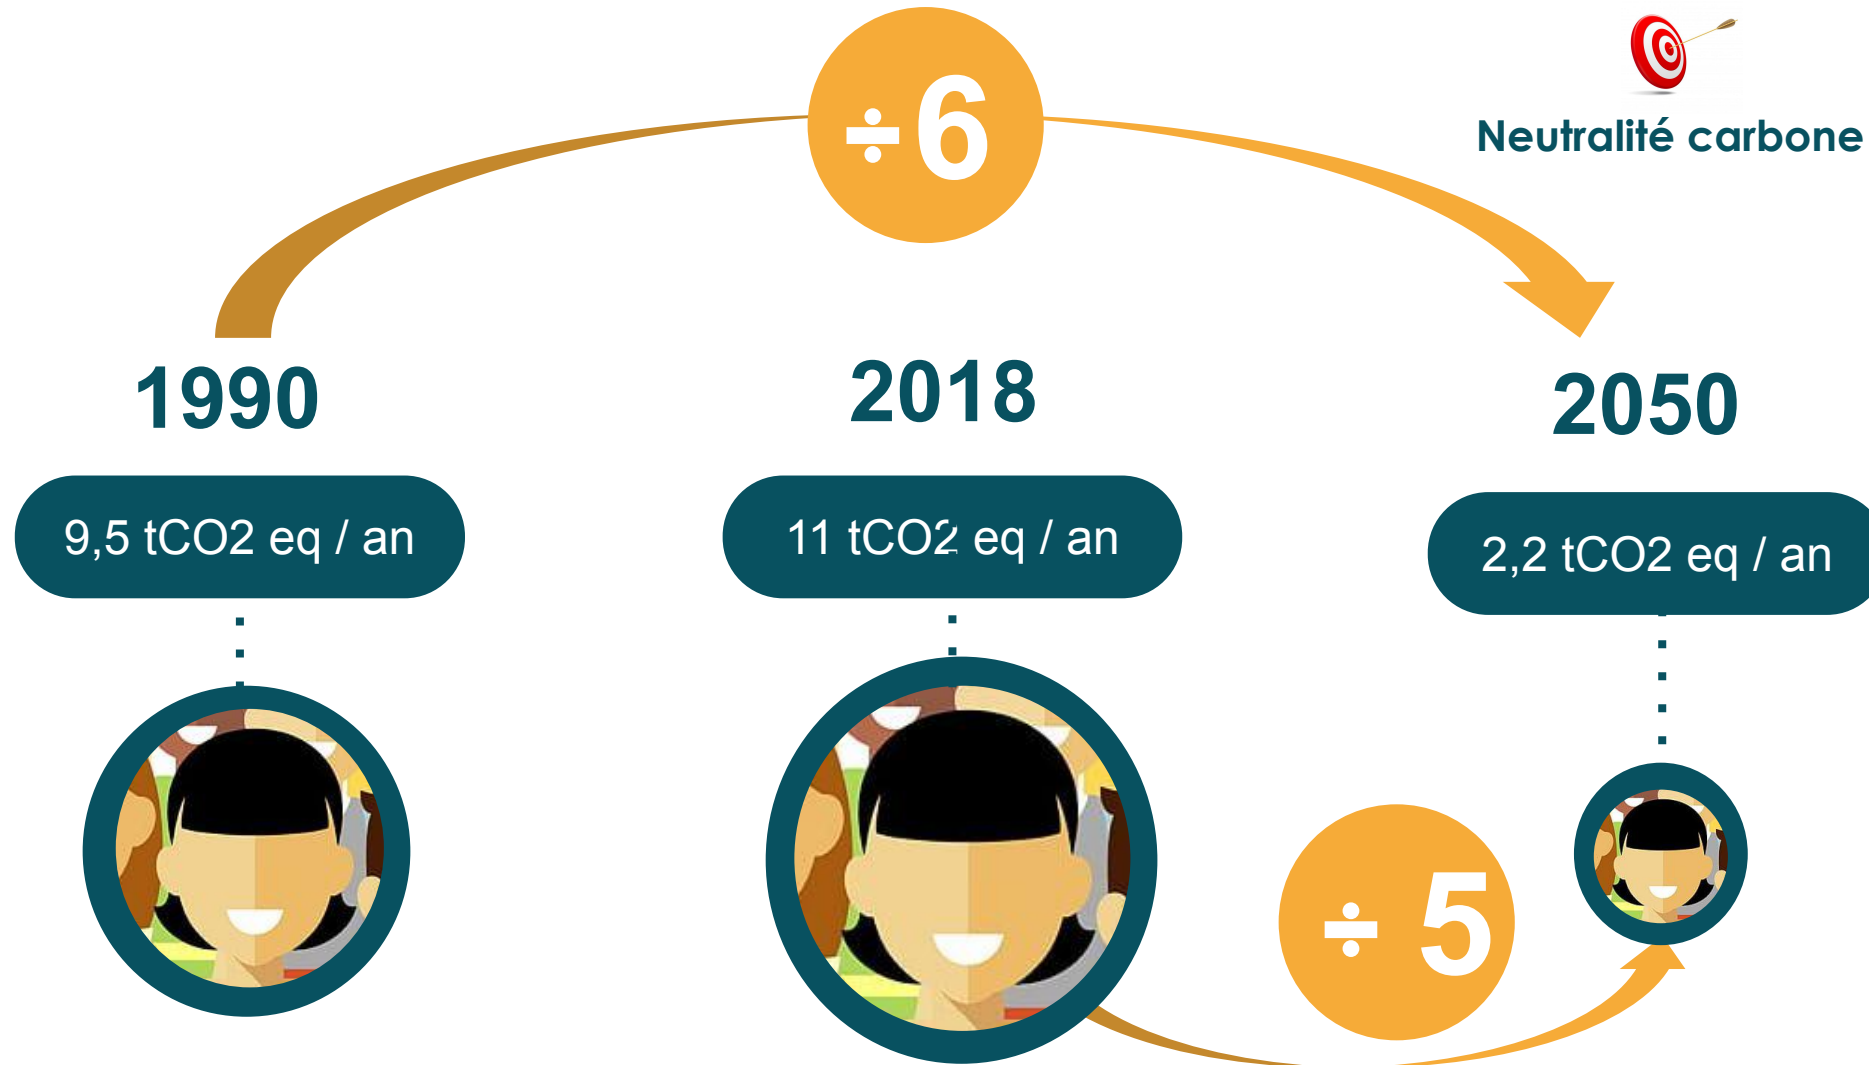 ÷6
Neutralité carbone
1990
2018
2050
9,5 tCO2 eq / an
11 tCO2 eq / an
2,2 tCO2 eq / an
÷ 5